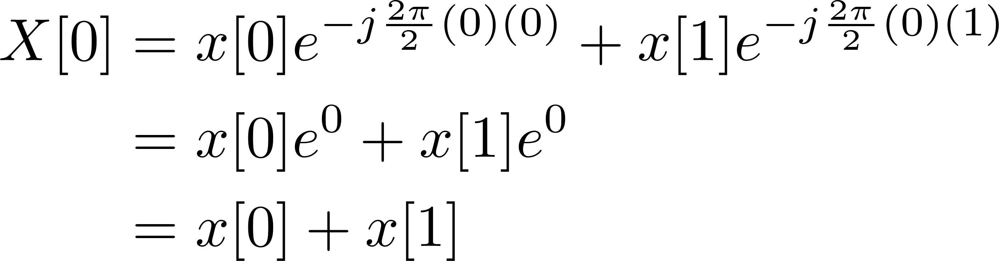 $X[0] = x[0]e^{-j\frac{2\pi}{2}(0)(0)} + x[1]e^{-j\frac{2\pi}{2}(0)(1)}$
$= x[0]e^{0} + x[1]e^{0}$
$= x[0] + x[1]$